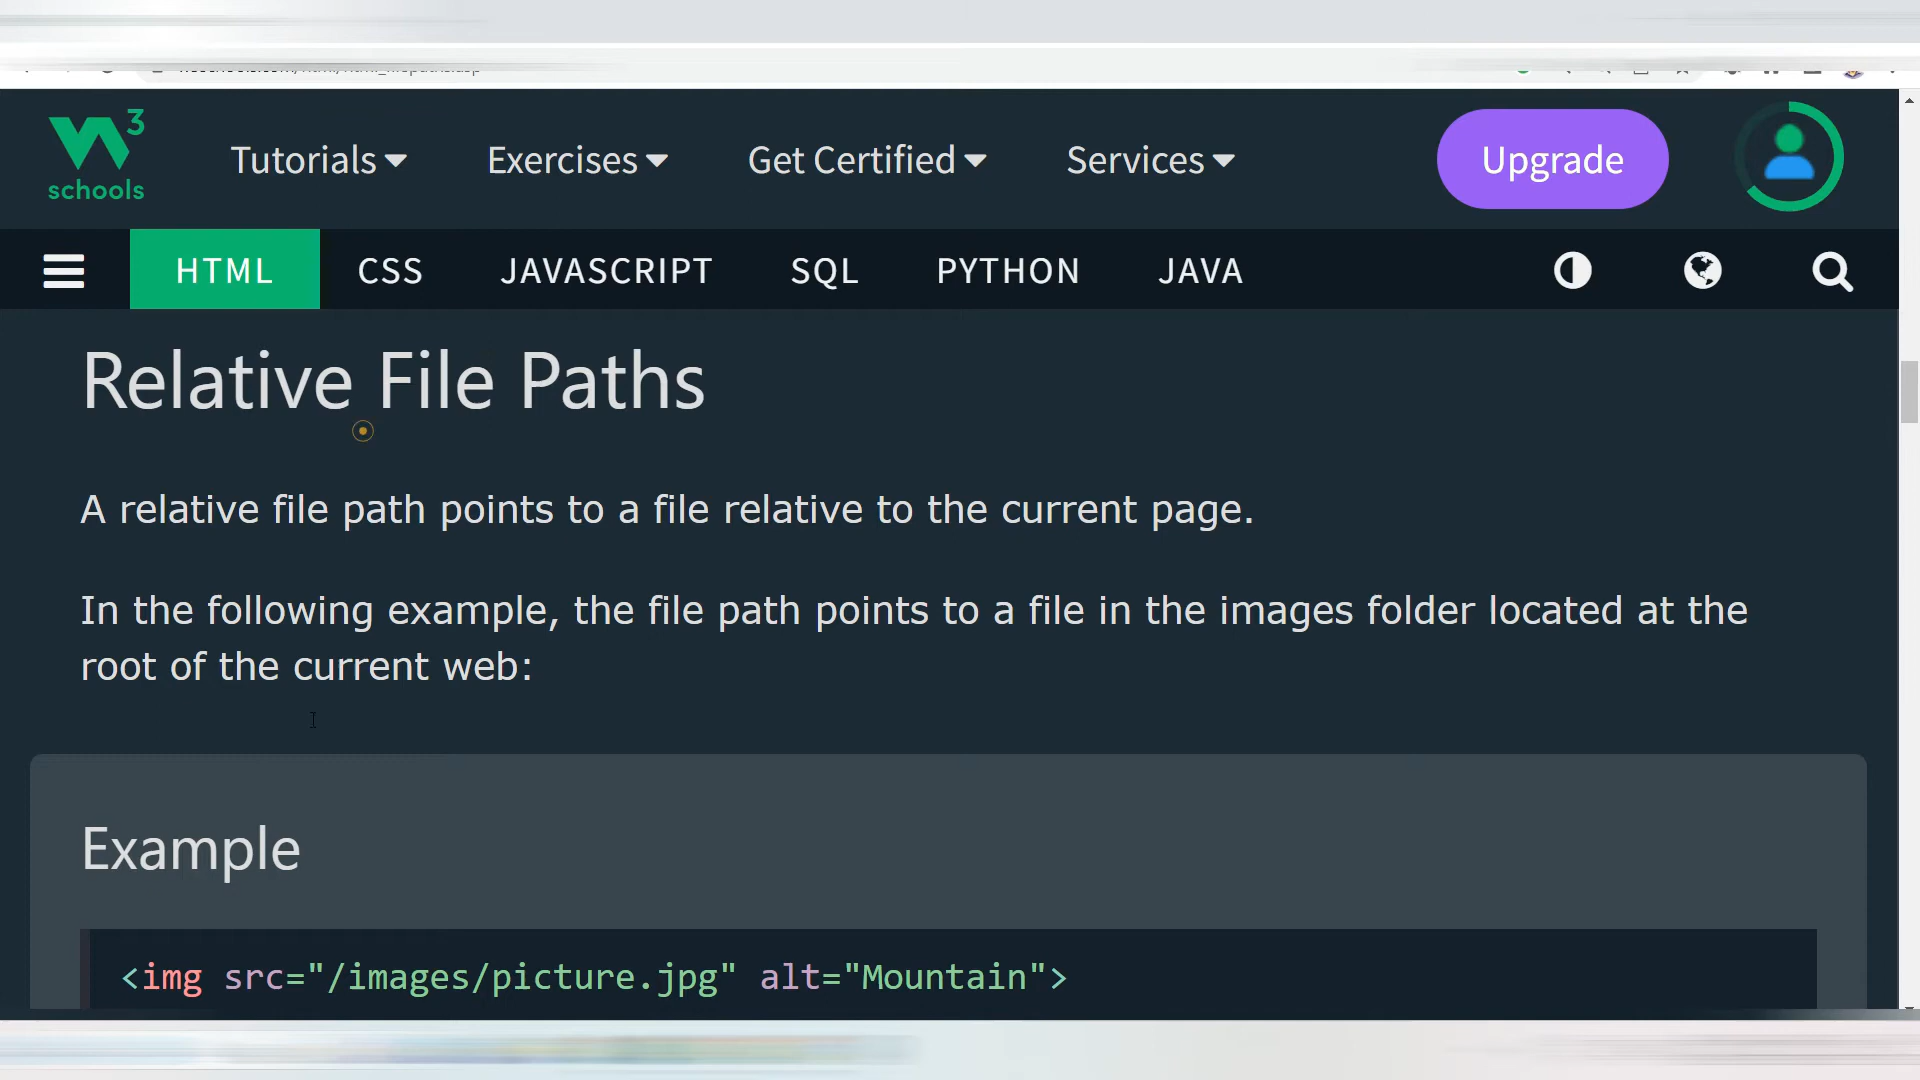 W3
schools
Tutorials
Exercises
Get Certified
Services
Upgrade
HTML
CSS
JAVASCRIPT
SQL
PYTHON
JAVA
Relative File Paths
A relative file path points to a file relative to the current page.
In the following example, the file path points to a file in the images folder located at the
root of the current web:
Example
<img src="/images/picture.jpg" alt="Mountain">